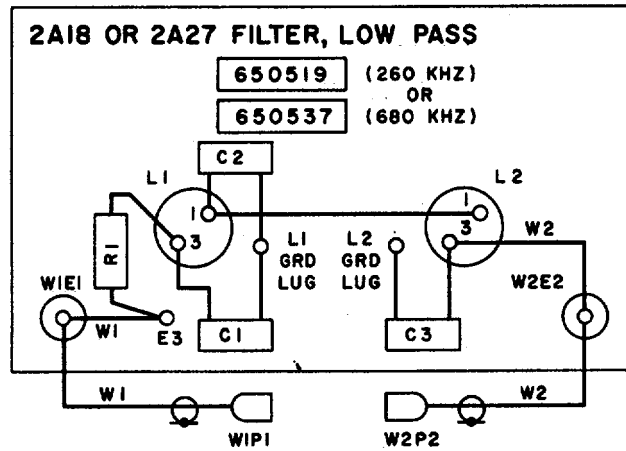 2A18 OR 2A27 FILTER, LOW PASS
650519 (260 KHZ)
OR
650537 (680 KHZ)
C2
L1
L2
1
1
3
3
R1
L1
GRD
LUG
L2
GRD
LUG
W2
W1E1
W2E2
W1
E3
C1
C3
W1
W2
W1P1
W2P2